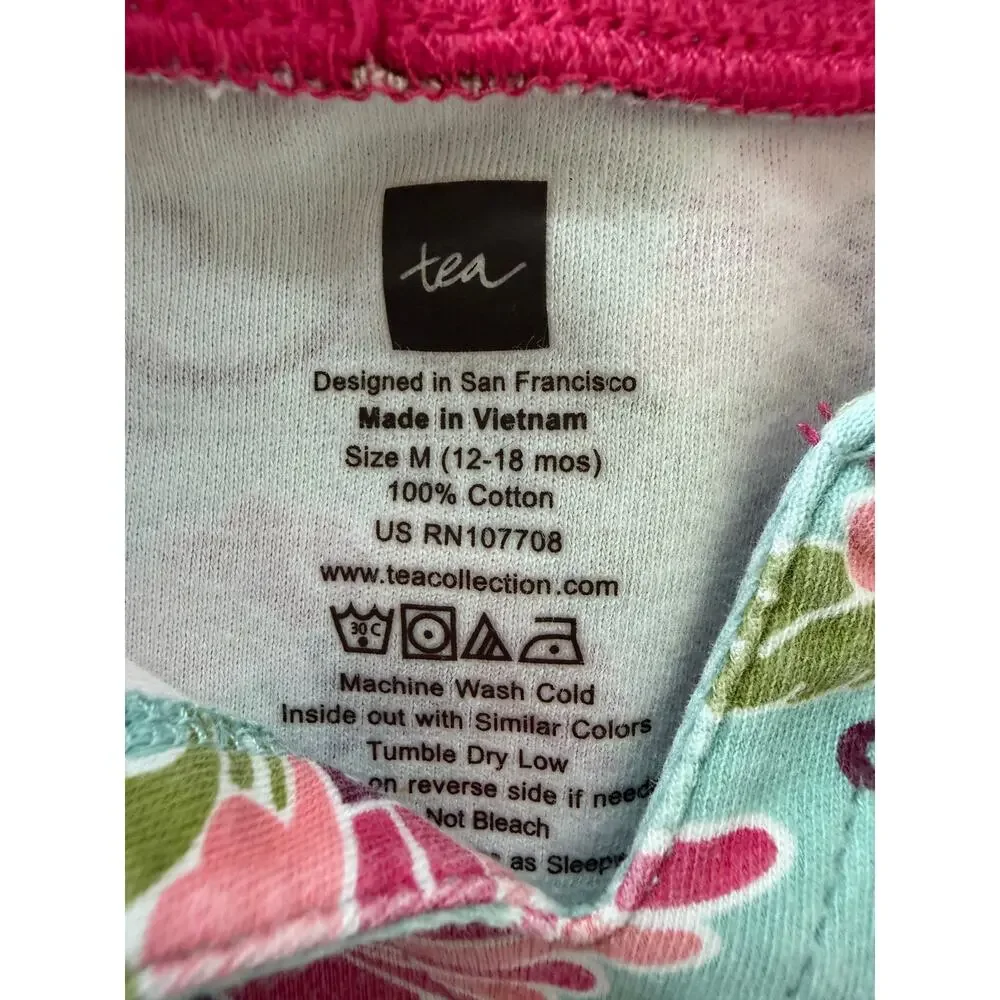 tea
Designed in San Francisco
Made in Vietnam
Size M (12-18 mos)
100% Cotton
US RN107708
www.teacollection.com
30 C
Machine Wash Cold
Inside out with Similar Colors
Tumble Dry Low
on reverse side if
Not Bleach
as